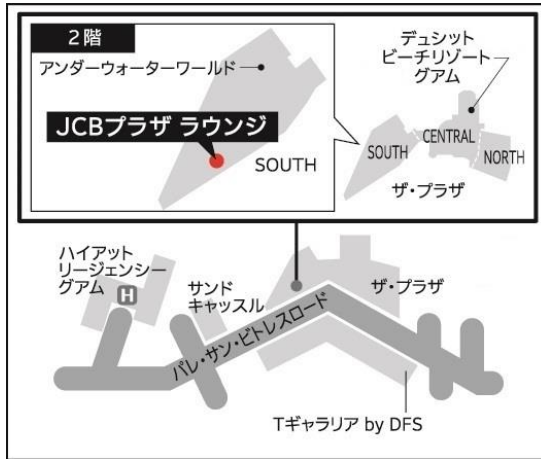 2階
アンダーウォーターワールド
JCBプラザ ラウンジ
SOUTH
デュシット
ビーチリゾート
グアム
SOUTH
CENTRAL
NORTH
ザ・プラザ
ハイアット
リージェンシー
グアム
H
サンド
キャッスル
ザ・プラザ
パレ・サン・ビトレスロード
Tギャラリア by DFS